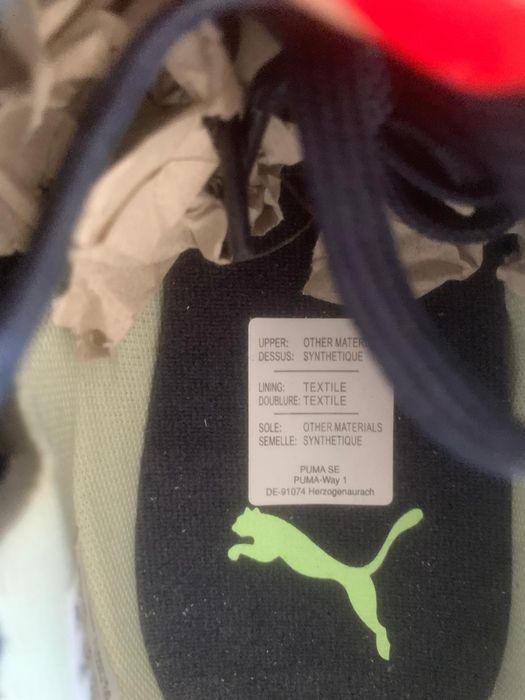 UPPER: OTHER
DESSUS: SYNTHETIQUE
LINING: TEXTILE
DOUBLURE: TEXTILE
SOLE: OTHER MATERIALS
SEMELLE: SYNTHETIQUE
PUMA SE
PUMA-Way 1
DE-91074 Herzogenaurach